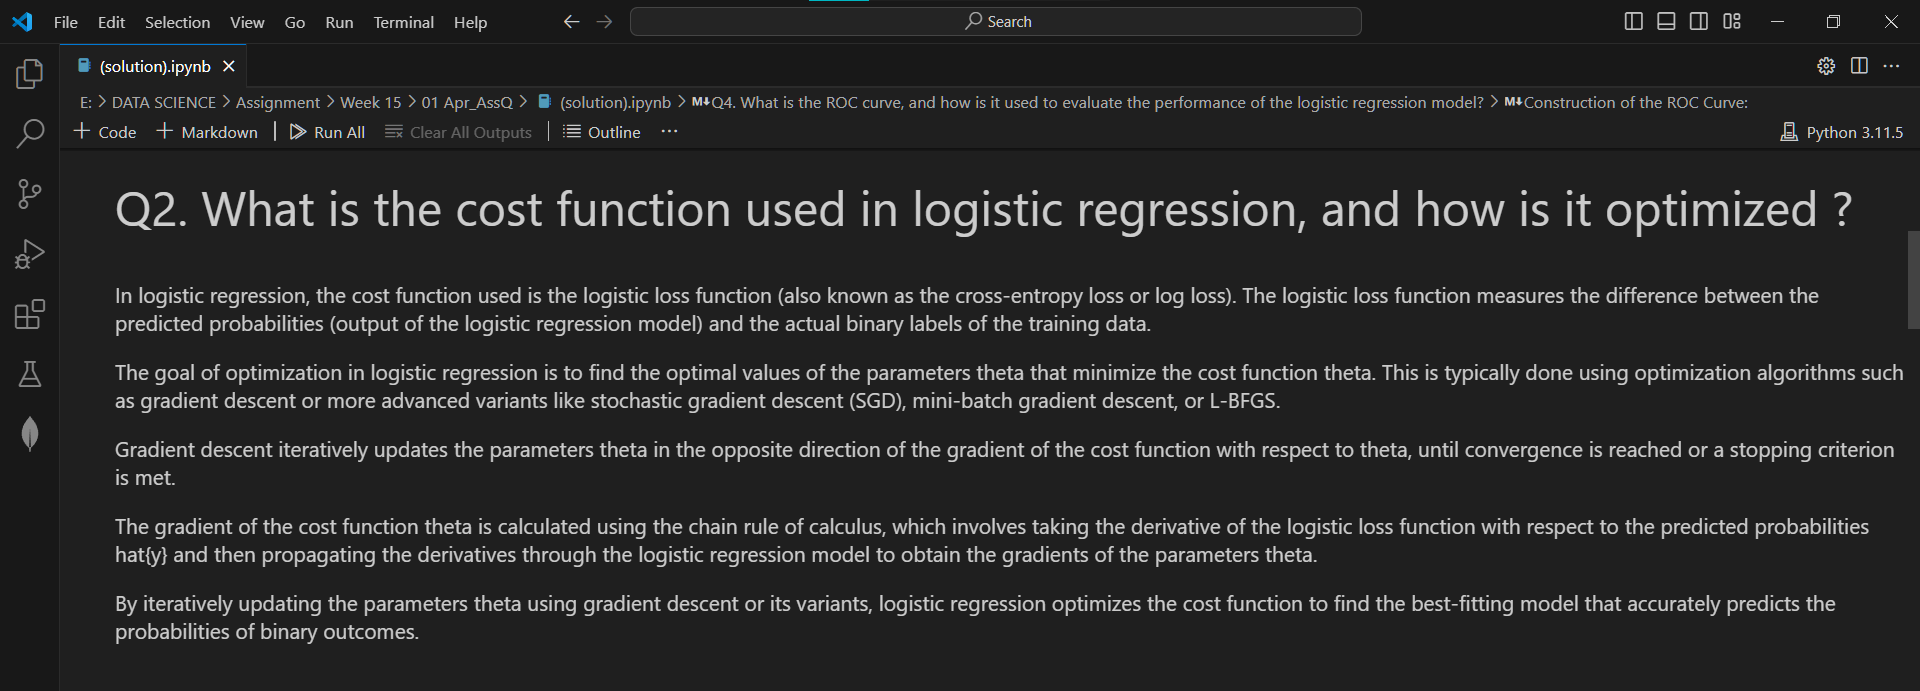 File Edit Selection View Go Run Terminal Help Search
(solution).ipynb
E: > DATA SCIENCE > Assignment > Week 15 > 01 Apr_AssQ > (solution).ipynb > M↓Q4. What is the ROC curve, and how is it used to evaluate the performance of the logistic regression model? > M↓Construction of the ROC Curve:
+ Code + Markdown | Run All Clear All Outputs | Outline ... Python 3.11.5
Q2. What is the cost function used in logistic regression, and how is it optimized ?
In logistic regression, the cost function used is the logistic loss function (also known as the cross-entropy loss or log loss). The logistic loss function measures the difference between the
predicted probabilities (output of the logistic regression model) and the actual binary labels of the training data.
The goal of optimization in logistic regression is to find the optimal values of the parameters theta that minimize the cost function theta. This is typically done using optimization algorithms such
as gradient descent or more advanced variants like stochastic gradient descent (SGD), mini-batch gradient descent, or L-BFGS.
Gradient descent iteratively updates the parameters theta in the opposite direction of the gradient of the cost function with respect to theta, until convergence is reached or a stopping criterion
is met.
The gradient of the cost function theta is calculated using the chain rule of calculus, which involves taking the derivative of the logistic loss function with respect to the predicted probabilities
hat{y} and then propagating the derivatives through the logistic regression model to obtain the gradients of the parameters theta.
By iteratively updating the parameters theta using gradient descent or its variants, logistic regression optimizes the cost function to find the best-fitting model that accurately predicts the
probabilities of binary outcomes.